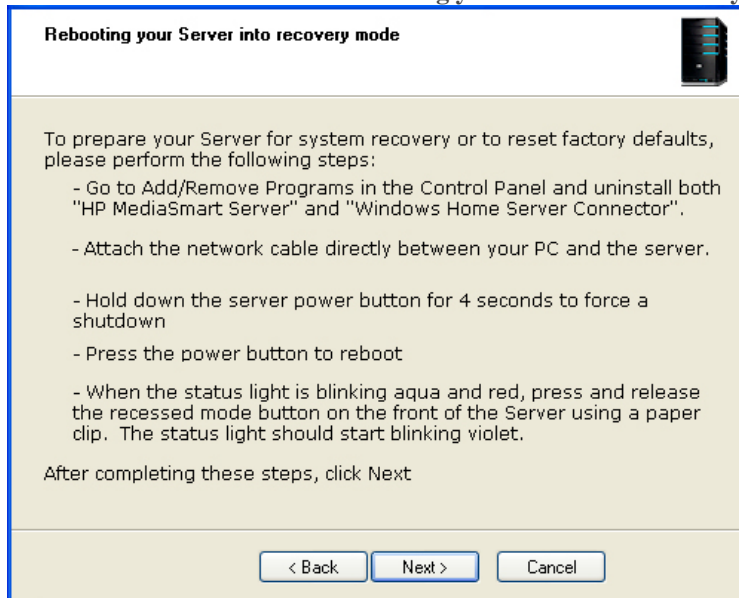 Rebooting your Server into recovery mode
To prepare your Server for system recovery or to reset factory defaults,
please perform the following steps:
- Go to Add/Remove Programs in the Control Panel and uninstall both
"HP MediaSmart Server" and "Windows Home Server Connector".
- Attach the network cable directly between your PC and the server.
- Hold down the server power button for 4 seconds to force a
shutdown
- Press the power button to reboot
- When the status light is blinking aqua and red, press and release
the recessed mode button on the front of the Server using a paper
clip. The status light should start blinking violet.
After completing these steps, click Next
< Back Next > Cancel